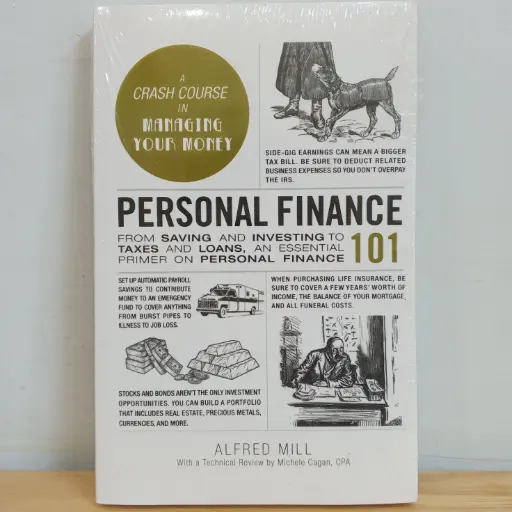 A
CRASH COURSE
IN
MANAGING
YOUR MONEY
SIDE-GIG EARNINGS CAN MEAN A BIGGER
TAX BILL. BE SURE TO DEDUCT RELATED
BUSINESS EXPENSES SO YOU DON'T OVERPAY
THE IRS.
PERSONAL FINANCE
FROM SAVING AND INVESTING TO
TAXES AND LOANS, AN ESSENTIAL
PRIMER ON PERSONAL FINANCE
101
SET UP AUTOMATIC PAYROLL
SAVINGS TO CONTRIBUTE
MONEY TO AN EMERGENCY
FUND TO COVER ANYTHING
FROM BURST PIPES TO
ILLNESS TO JOB LOSS.
WHEN PURCHASING LIFE INSURANCE, BE
SURE TO COVER A FEW YEARS' WORTH OF
INCOME, THE BALANCE OF YOUR MORTGAGE,
AND ALL FUNERAL COSTS.
STOCKS AND BONDS AREN'T THE ONLY INVESTMENT
OPPORTUNITIES. YOU CAN BUILD A PORTFOLIO
THAT INCLUDES REAL ESTATE, PRECIOUS METALS,
CURRENCIES, AND MORE.
ALFRED MILL
With a Technical Review by Michele Cagan, CPA